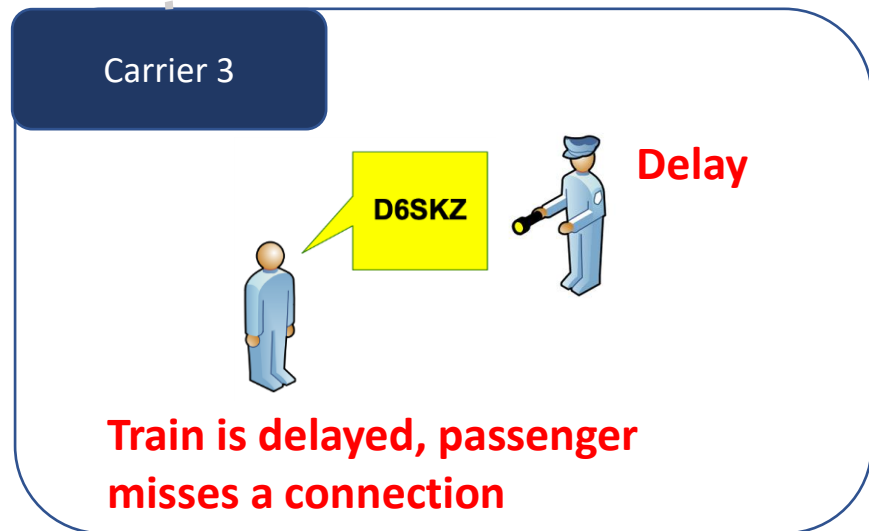 Carrier 3
Delay
D6SKZ
Train is delayed, passenger
misses a connection